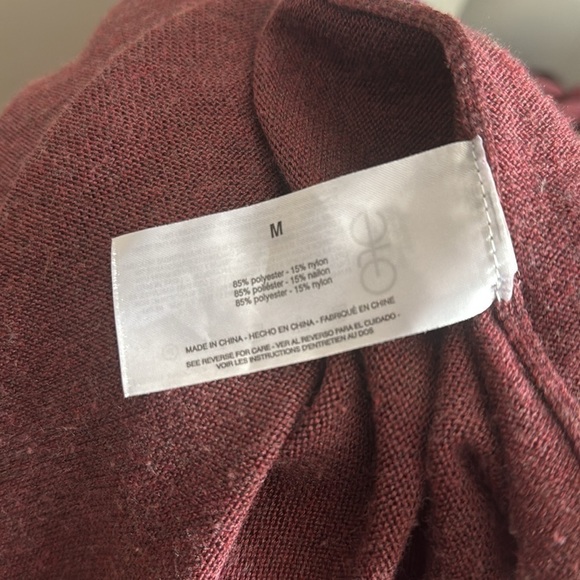 M
85% polyester - 15% nylon
85% poliéster - 15% nailon
85% polyester - 15% nylon
MADE IN CHINA - HECHO EN CHINA - FABRIQUÉ EN CHINE
SEE REVERSE FOR CARE - VER AL REVERSO PARA EL CUIDADO -
VOIR LES INSTRUCTIONS D'ENTRETIEN AU DOS